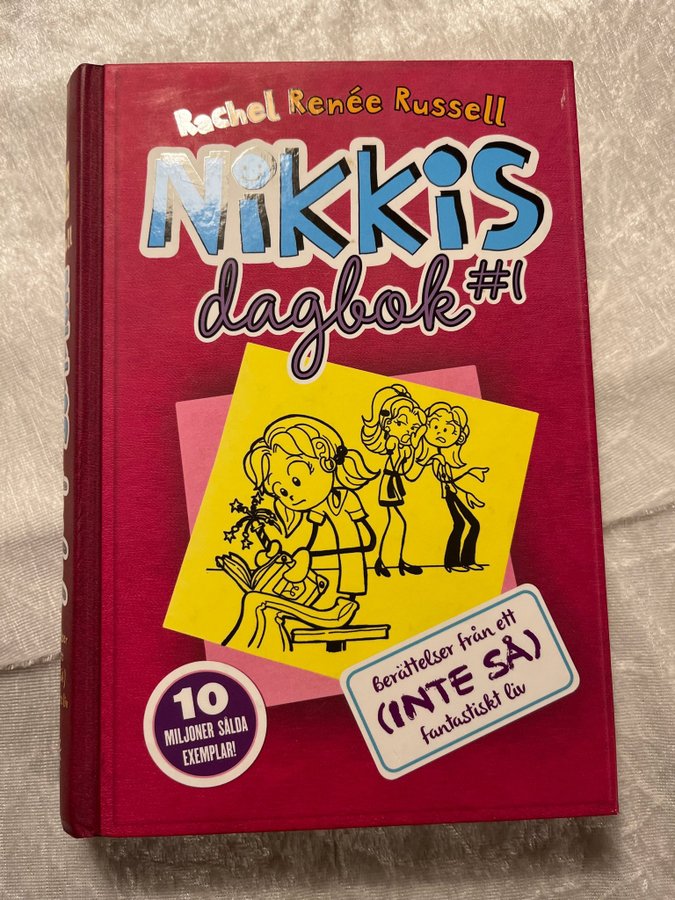 Rachel Renée Russell
NiKKiS
dagbok #1
Berättelser från ett
(INTE SÅ)
fantastiskt liv
10
MILJONER SÅLDA
EXEMPLAR!